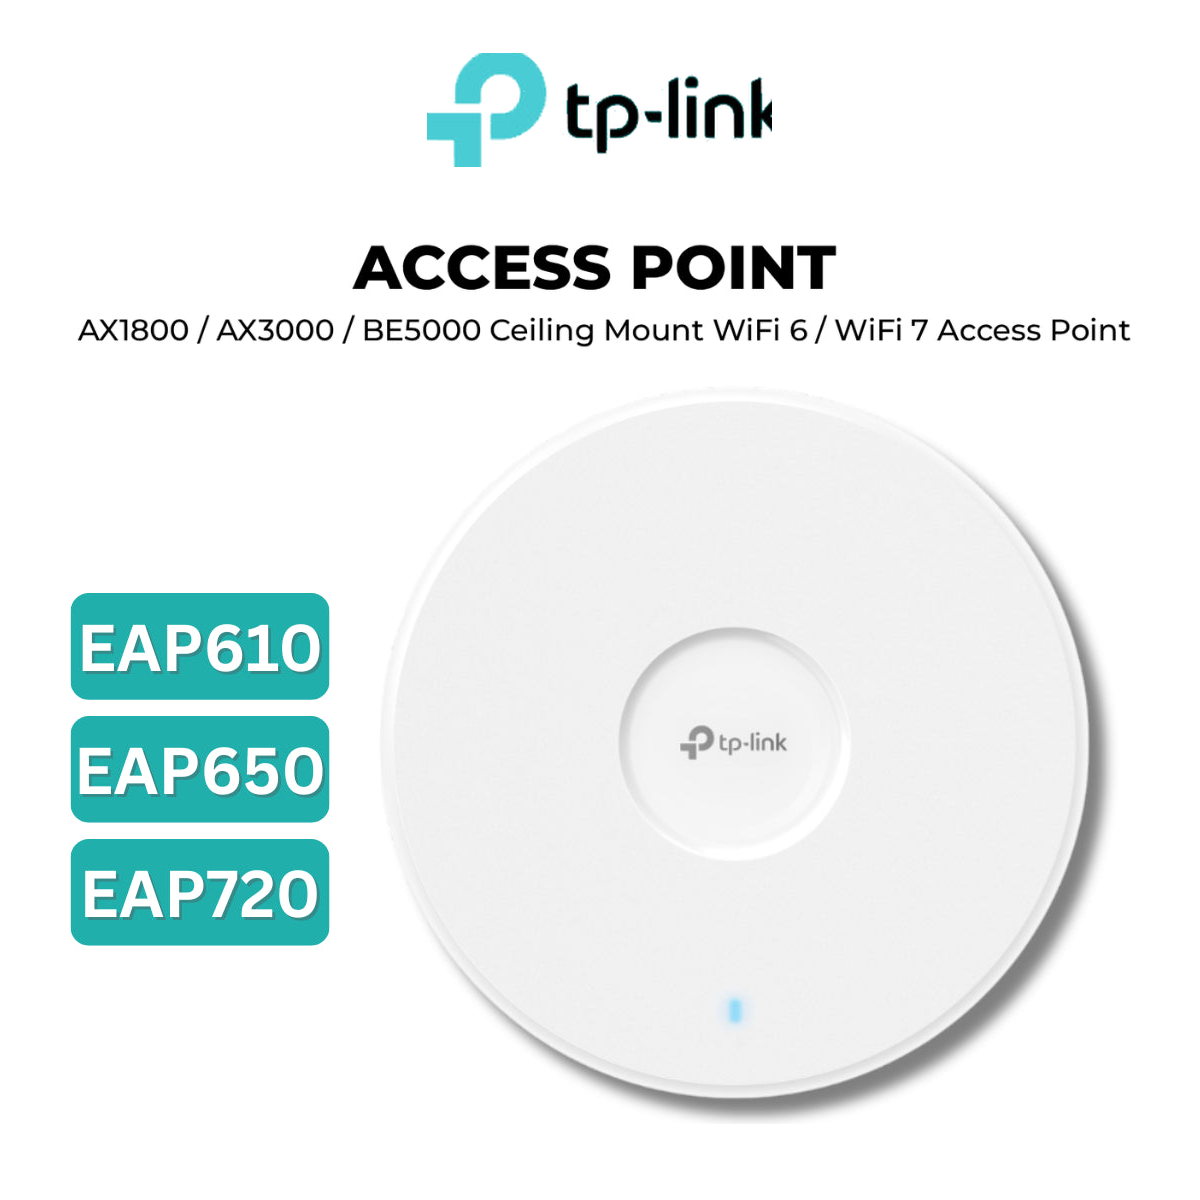 tp-link
ACCESS POINT
AX1800 / AX3000 / BE5000 Ceiling Mount WiFi 6 / WiFi 7 Access Point
EAP610
EAP650
EAP720
tp-link